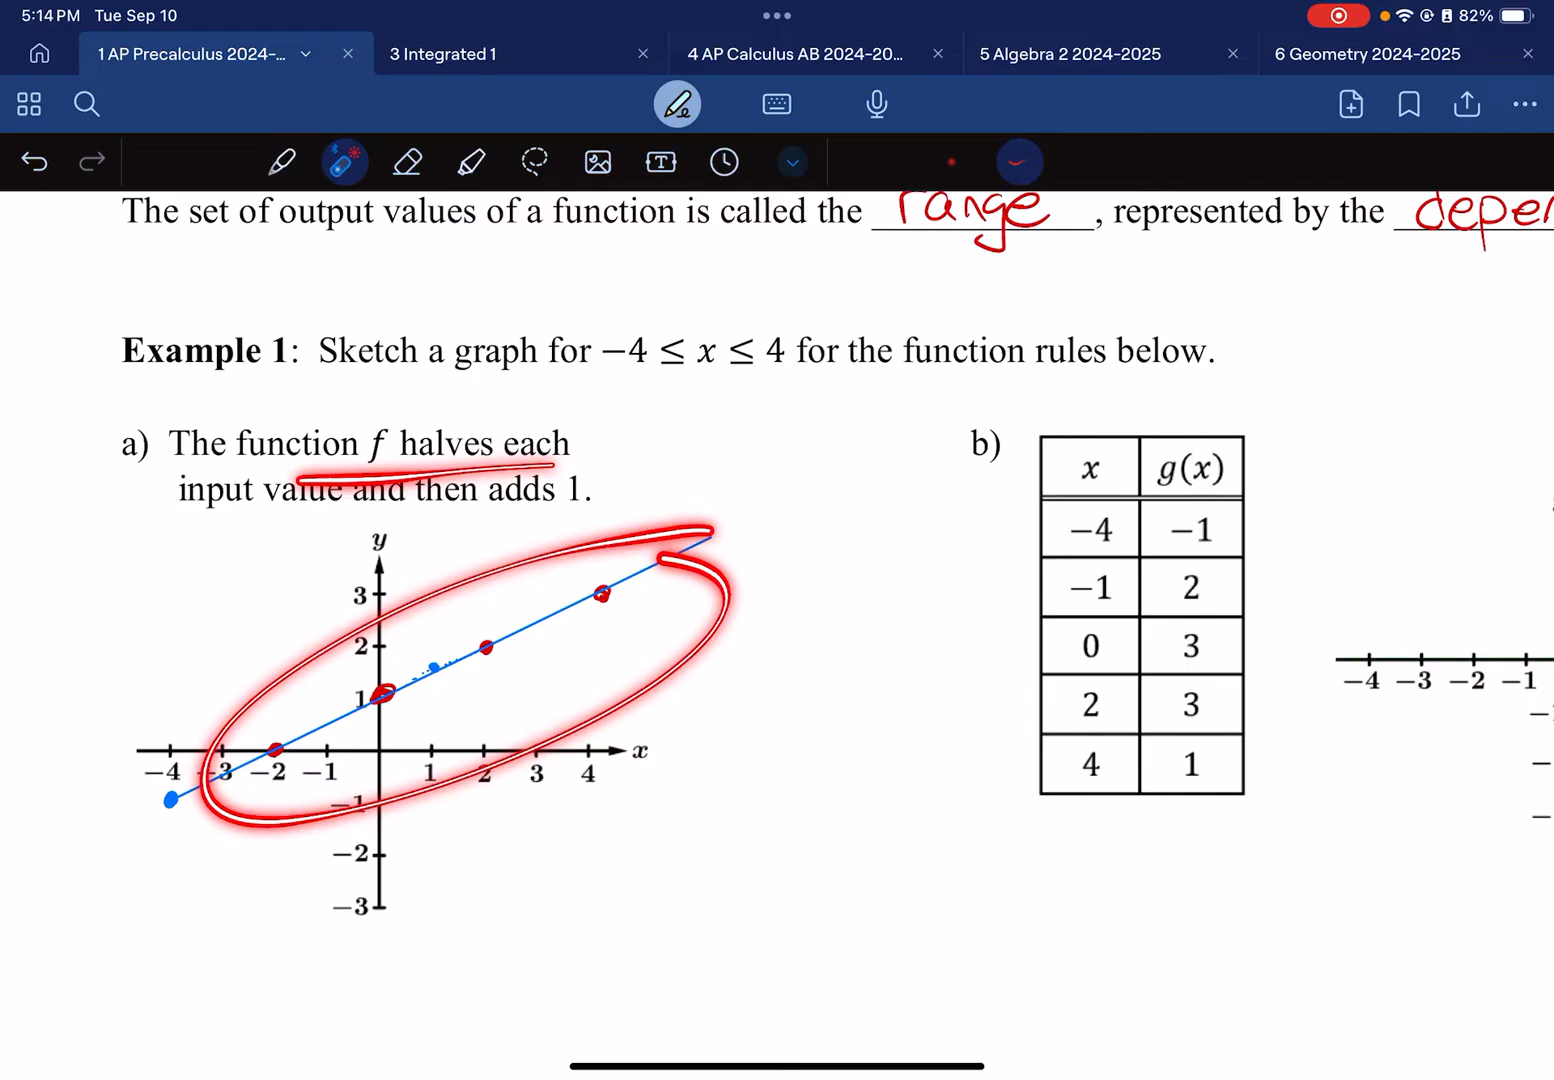 5:14 PM Tue Sep 10 82%
1 AP Precalculus 2024-... 3 Integrated 1 4 AP Calculus AB 2024-20... 5 Algebra 2 2024-2025 6 Geometry 2024-2025
The set of output values of a function is called the range, represented by the depe
Example 1: Sketch a graph for −4 ≤ x ≤ 4 for the function rules below.
a) The function f halves each
input value and then adds 1.
y
3
2
1
−4 −3 −2 −1 1 2 3 4 x
−1
−2
−3
b)
x g(x)
−4 −1
−1 2
0 3
2 3
4 1
−4 −3 −2 −1